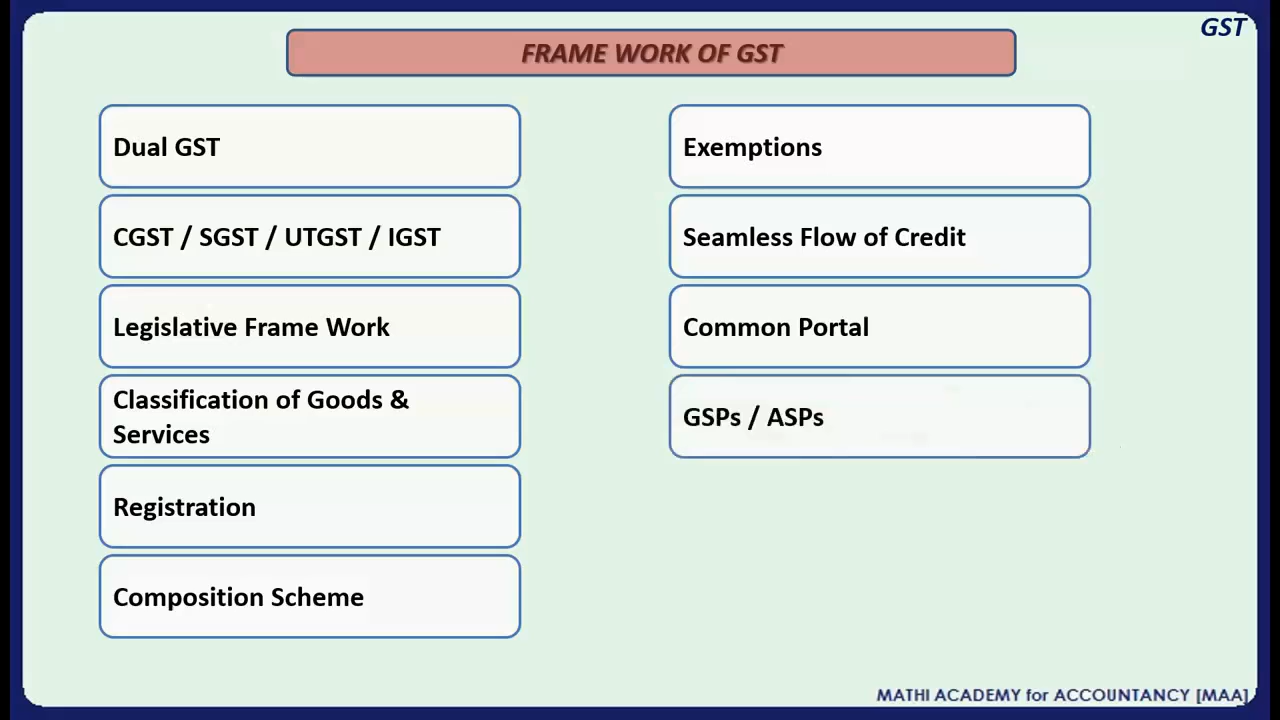 GST
FRAME WORK OF GST
Dual GST
CGST / SGST / UTGST / IGST
Legislative Frame Work
Classification of Goods &
Services
Registration
Composition Scheme
Exemptions
Seamless Flow of Credit
Common Portal
GSPs / ASPs
MATHI ACADEMY for ACCOUNTANCY [MAA]